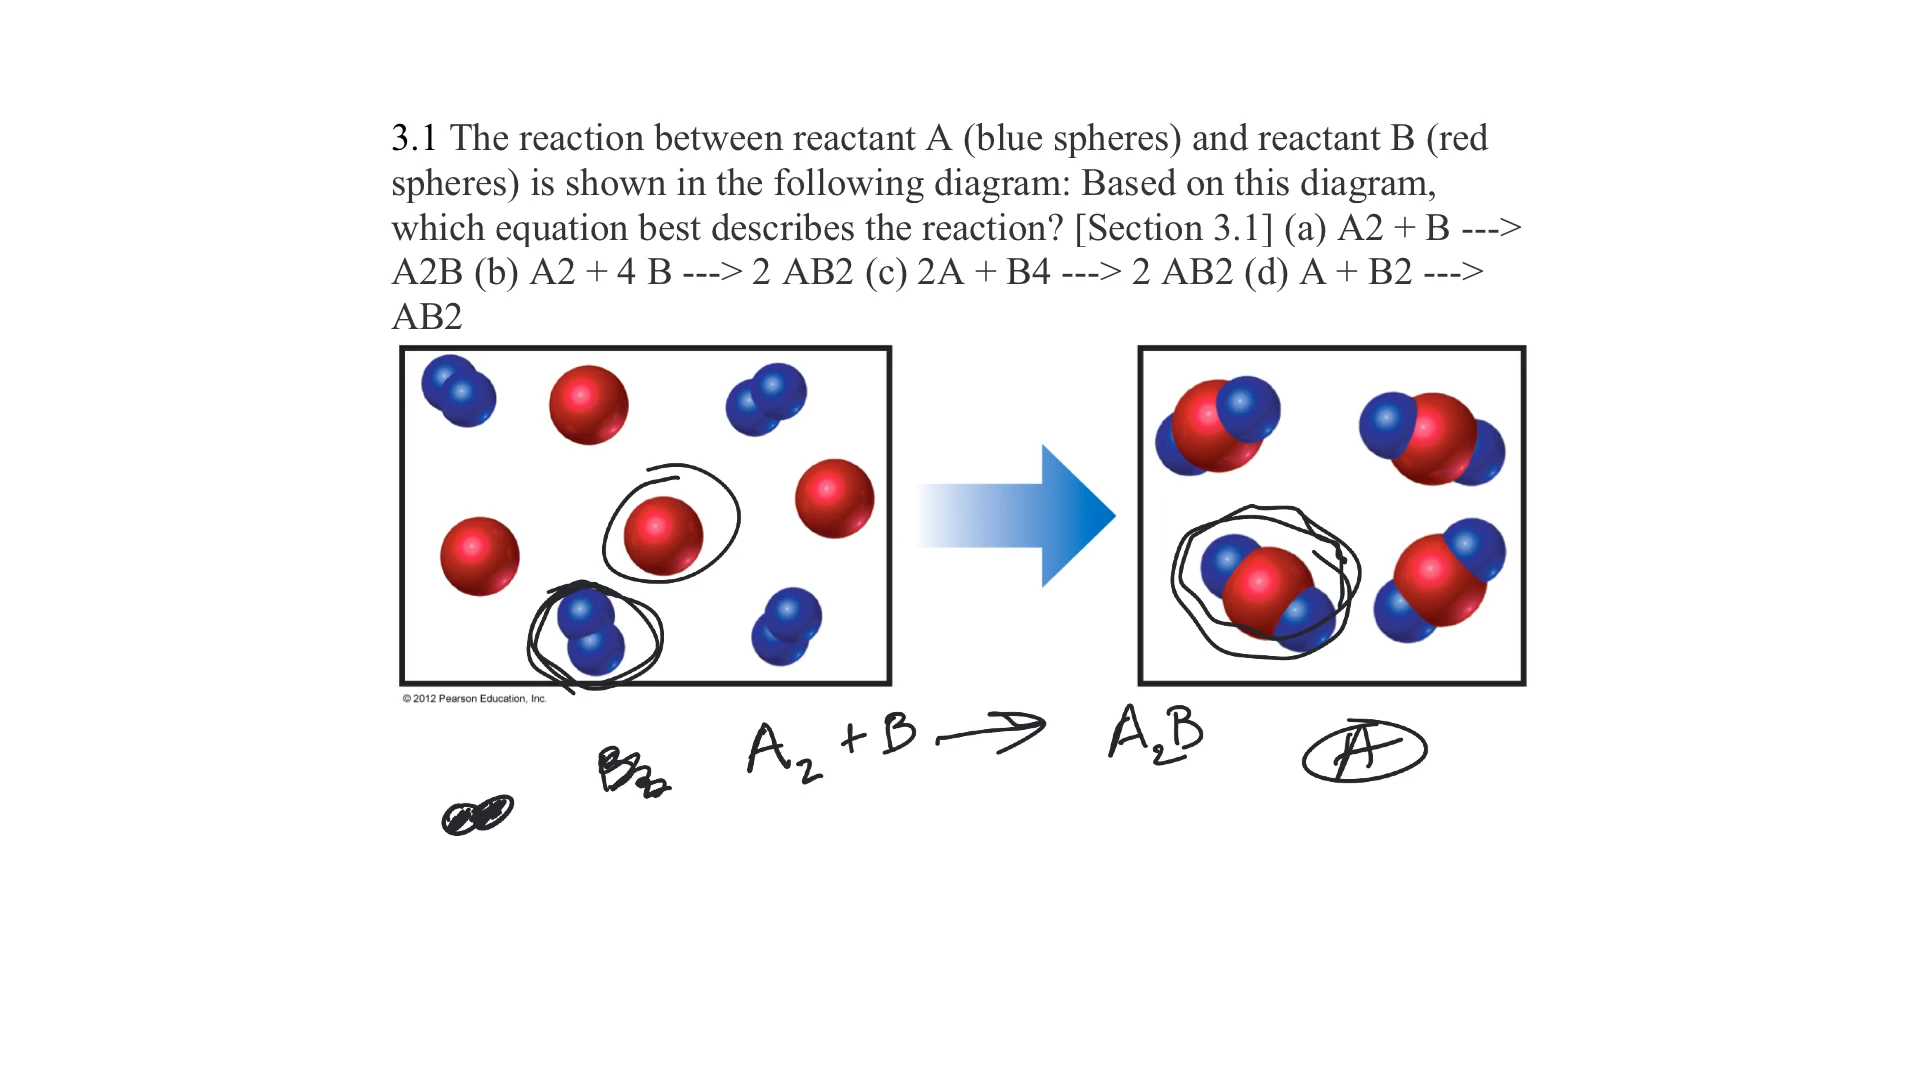 3.1 The reaction between reactant A (blue spheres) and reactant B (red
spheres) is shown in the following diagram: Based on this diagram,
which equation best describes the reaction? [Section 3.1] (a) A2 + B --->
A2B (b) A2 + 4 B ---> 2 AB2 (c) 2A + B4 ---> 2 AB2 (d) A + B2 --->
AB2
© 2012 Pearson Education, Inc.
A₂ + B → A₂B A